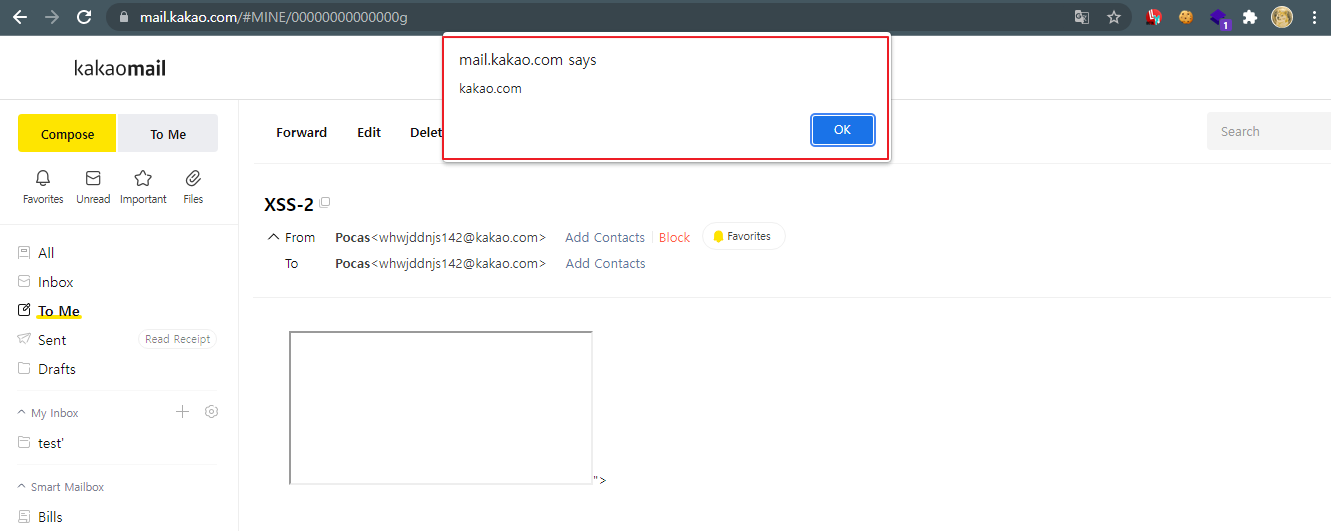 mail.kakao.com/#MINE/00000000000000g
1
mail.kakao.com says
kakao.com
OK
kakaomail
Compose
To Me
Forward
Edit
Delet
Search
Favorites
Unread
Important
Files
XSS-2
From Pocas<whwjddnjs142@kakao.com> Add Contacts Block Favorites
To Pocas<whwjddnjs142@kakao.com> Add Contacts
All
Inbox
To Me
Sent Read Receipt
Drafts
My Inbox
test'
Smart Mailbox
Bills
">